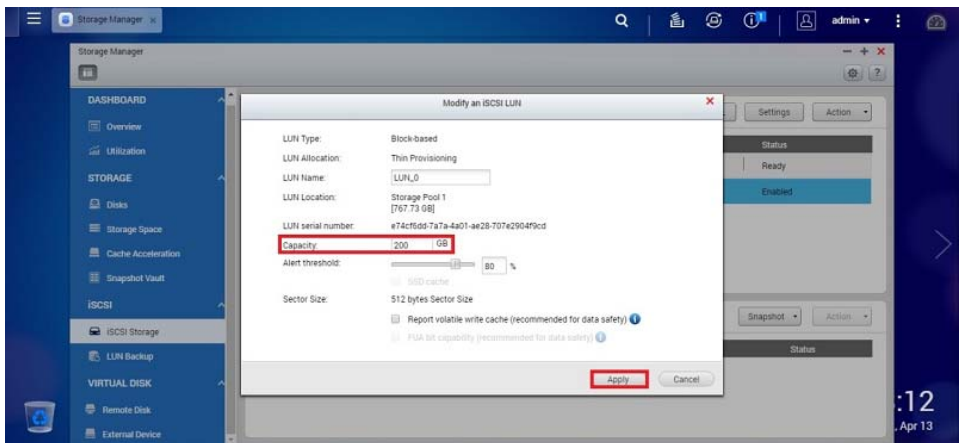 Storage Manager
1
admin
Storage Manager
?
DASHBOARD
Overview
Utilization
STORAGE
Disks
Storage Space
Cache Acceleration
Snapshot Vault
iSCSI
iSCSI Storage
LUN Backup
VIRTUAL DISK
Remote Disk
External Device
Modify an iSCSI LUN
LUN Type: Block-based
LUN Allocation: Thin Provisioning
LUN Name: LUN_0
LUN Location: Storage Pool 1
[767.73 GB]
LUN serial number: e74cf6dd-7a7a-4a01-ae28-707e2904f9cd
Capacity: 200 GB
Alert threshold: 80 %
SSD cache
Sector Size: 512 bytes Sector Size
Report volatile write cache (recommended for data safety)
FUA bit capability (recommended for data safety)
Apply Cancel
Settings Action
Status
Ready
Enabled
Snapshot Action
Status
:12
Apr 13